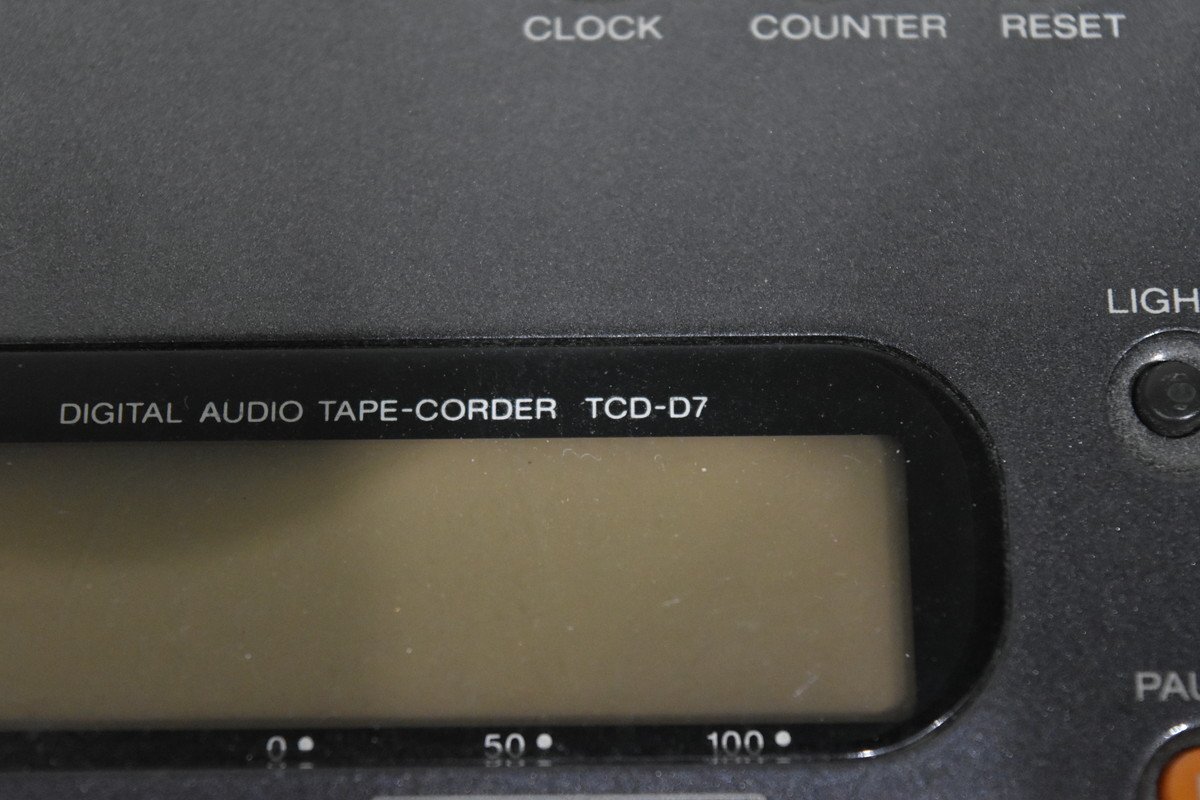 CLOCK COUNTER RESET
LIGH
DIGITAL AUDIO TAPE-CORDER TCD-D7
PAU
0 50 100